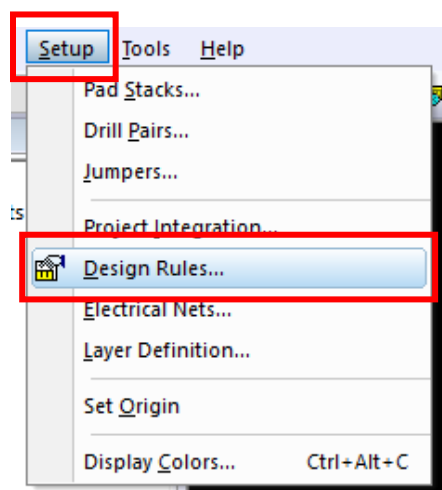 Setup Tools Help
Pad Stacks...
Drill Pairs...
Jumpers...
ts
Project Integration...
Design Rules...
Electrical Nets...
Layer Definition...
Set Origin
Display Colors... Ctrl+Alt+C